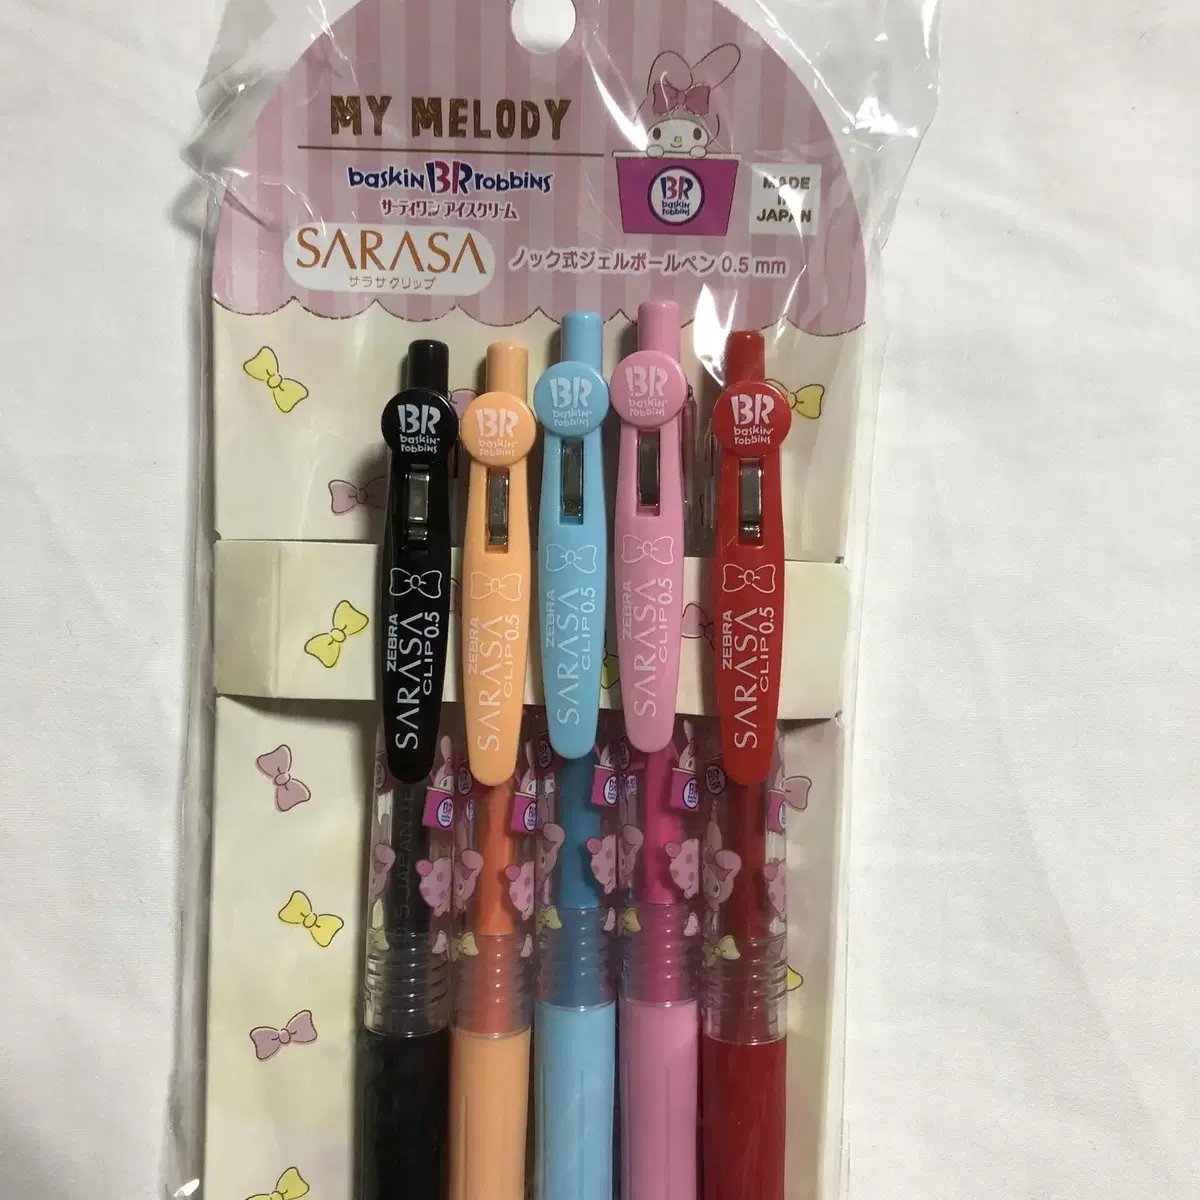 MY MELODY
baskin BR robbins
サーティワン アイスクリーム
SARASA
サラサクリップ
ノック式ジェルボールペン 0.5 mm
BR
baskin
robbins
MADE
in
JAPAN
BR
baskin-
robbins
ZEBRA
SARASA
CLIP 0.5
BR
baskin-
robbins
ZEBRA
SARASA
CLIP 0.5
BR
baskin-
robbins
ZEBRA
SARASA
CLIP 0.5
BR
baskin-
robbins
ZEBRA
SARASA
CLIP 0.5
BR
baskin-
robbins
ZEBRA
SARASA
CLIP 0.5